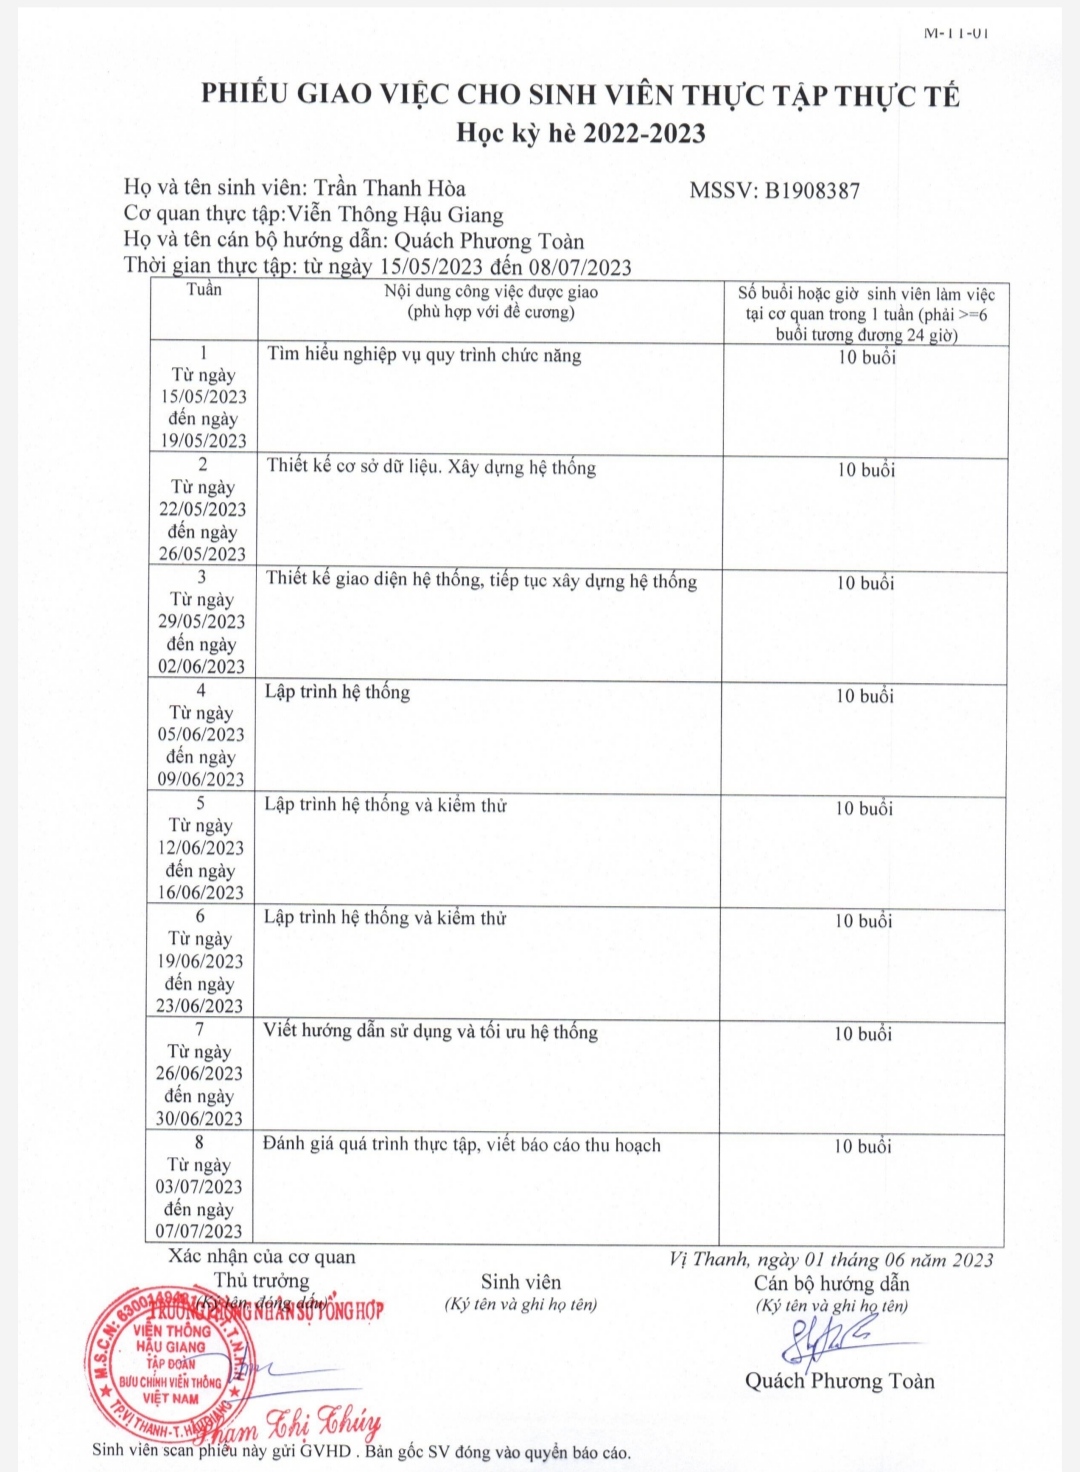 M-11-01
PHIẾU GIAO VIỆC CHO SINH VIÊN THỰC TẬP THỰC TẾ
Học kỳ hè 2022-2023
Họ và tên sinh viên: Trần Thanh Hòa MSSV: B1908387
Cơ quan thực tập:Viễn Thông Hậu Giang
Họ và tên cán bộ hướng dẫn: Quách Phương Toàn
Thời gian thực tập: từ ngày 15/05/2023 đến 08/07/2023
Tuần
Nội dung công việc được giao
(phù hợp với đề cương)
Số buổi hoặc giờ sinh viên làm việc
tại cơ quan trong 1 tuần (phải >=6
buổi tương đương 24 giờ)
1
Từ ngày
15/05/2023
đến ngày
19/05/2023
Tìm hiểu nghiệp vụ quy trình chức năng
10 buổi
2
Từ ngày
22/05/2023
đến ngày
26/05/2023
Thiết kế cơ sở dữ liệu. Xây dựng hệ thống
10 buổi
3
Từ ngày
29/05/2023
đến ngày
02/06/2023
Thiết kế giao diện hệ thống, tiếp tục xây dựng hệ thống
10 buổi
4
Từ ngày
05/06/2023
đến ngày
09/06/2023
Lập trình hệ thống
10 buổi
5
Từ ngày
12/06/2023
đến ngày
16/06/2023
Lập trình hệ thống và kiểm thử
10 buổi
6
Từ ngày
19/06/2023
đến ngày
23/06/2023
Lập trình hệ thống và kiểm thử
10 buổi
7
Từ ngày
26/06/2023
đến ngày
30/06/2023
Viết hướng dẫn sử dụng và tối ưu hệ thống
10 buổi
8
Từ ngày
03/07/2023
đến ngày
07/07/2023
Đánh giá quá trình thực tập, viết báo cáo thu hoạch
10 buổi
Xác nhận của cơ quan
Thủ trưởng
(Ký tên, đóng dấu)
TRƯỞNG PHÒNG NHÂN SỰ TỔNG HỢP
M.S.C.N: T.T.N.H.H
VIỄN THÔNG
HẬU GIANG
TẬP ĐOÀN
BƯU CHÍNH VIỄN THÔNG
VIỆT NAM
TP.VỊ THANH-T.HẬU GIANG
Phạm Thị Thúy
Sinh viên
(Ký tên và ghi họ tên)
Vị Thanh, ngày 01 tháng 06 năm 2023
Cán bộ hướng dẫn
(Ký tên và ghi họ tên)
Quách Phương Toàn
Sinh viên scan phiếu này gửi GVHD . Bản gốc SV đóng vào quyển báo cáo.